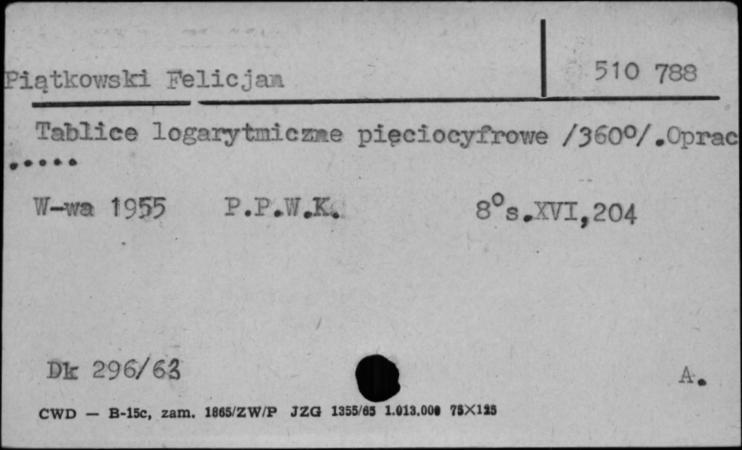 Piątkowski Felicjan
510 788
Tablice logarytmiczne pięciocyfrowe /360°/.Oprac
.....
W-wa 1955 P.P.W.K. 8°s.XVI,204
Dk 296/63
A.
CWD — B-15c, zam. 1865/ZW/P JZG 1355/65 1.013.000 75X125